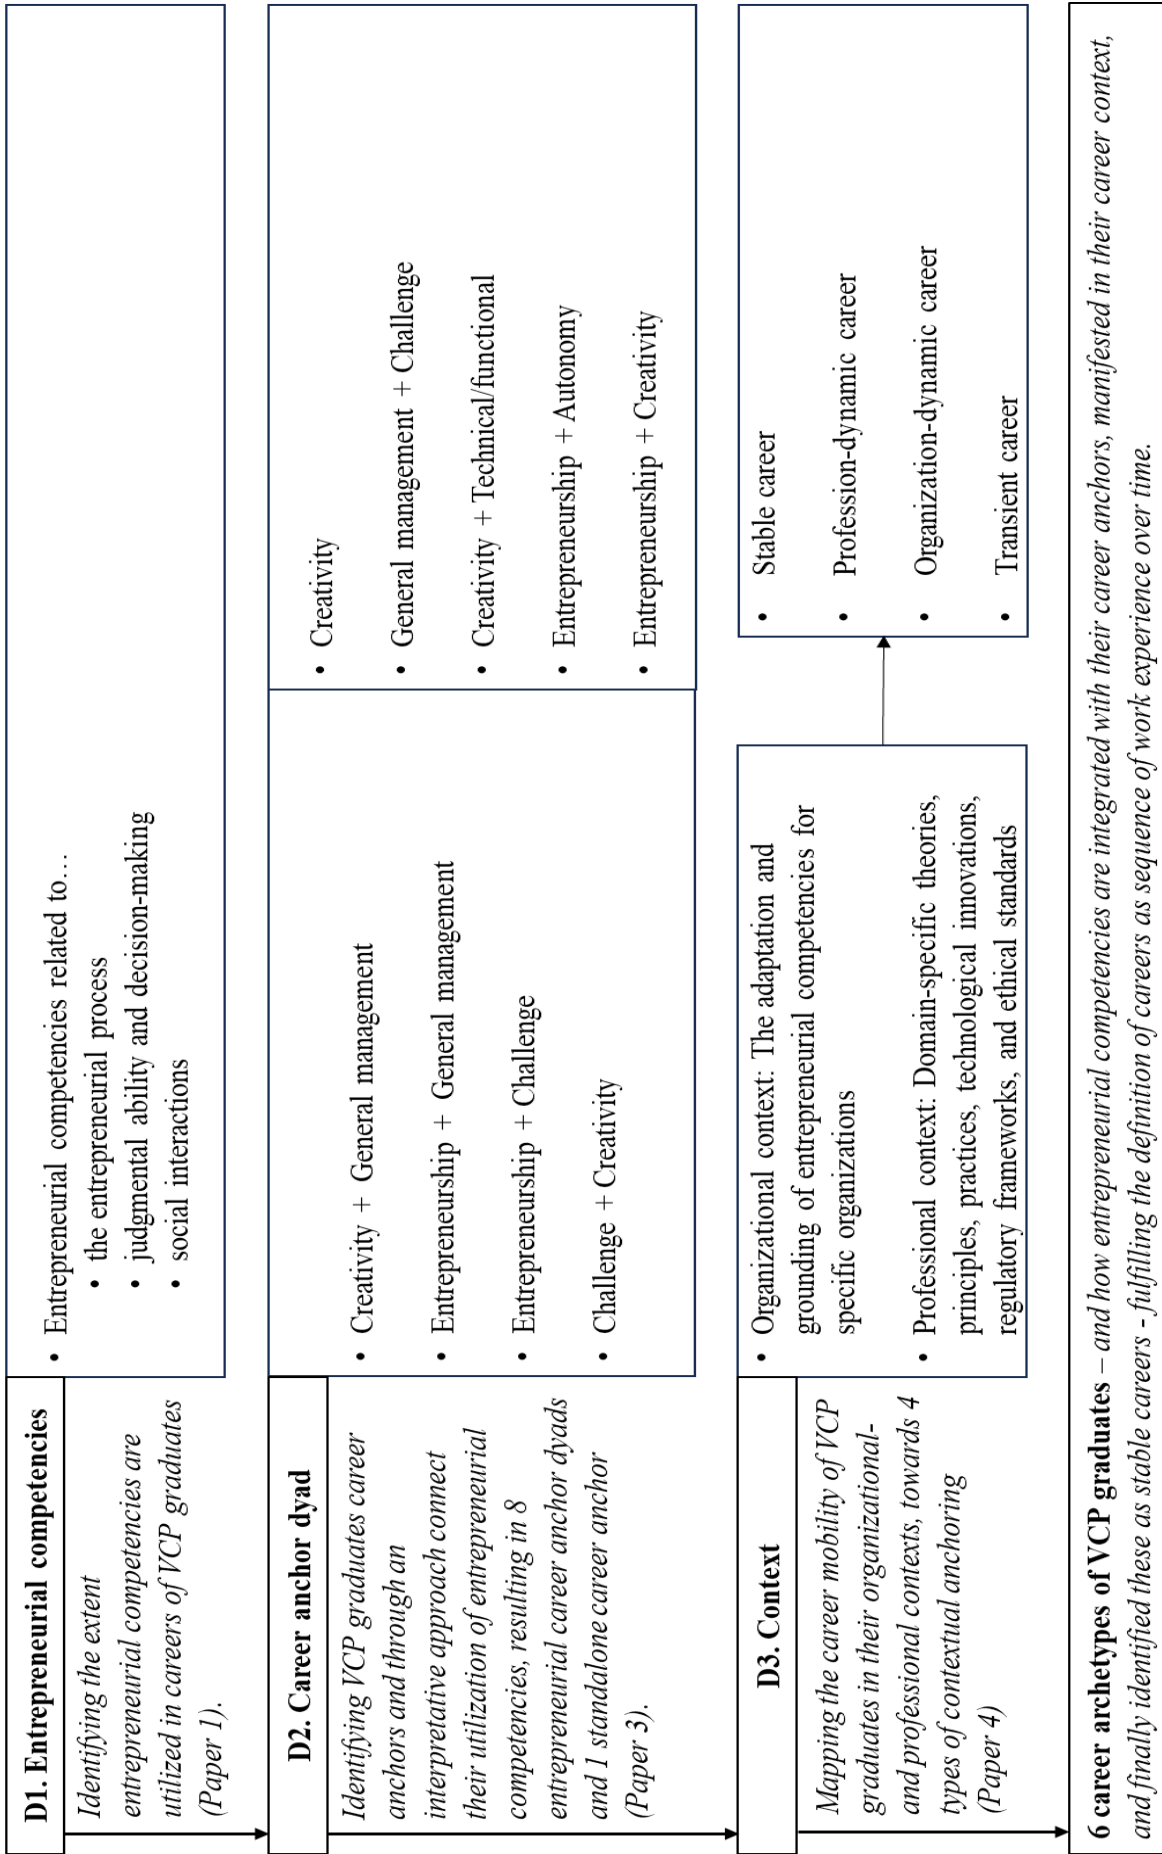 D1. Entrepreneurial competencies
Identifying the extent
entrepreneurial competencies are
utilized in careers of VCP graduates
(Paper 1).
• Entrepreneurial competencies related to…
• the entrepreneurial process
• judgmental ability and decision-making
• social interactions
D2. Career anchor dyad
Identifying VCP graduates career
anchors and through an
interpretative approach connect
their utilization of entrepreneurial
competencies, resulting in 8
entrepreneurial career anchor dyads
and 1 standalone career anchor
(Paper 3).
• Creativity + General management
• Entrepreneurship + General management
• Entrepreneurship + Challenge
• Challenge + Creativity
• Creativity
• General management + Challenge
• Creativity + Technical/functional
• Entrepreneurship + Autonomy
• Entrepreneurship + Creativity
D3. Context
Mapping the career mobility of VCP
graduates in their organizational-
and professional contexts, towards 4
types of contextual anchoring
(Paper 4)
• Organizational context: The adaptation and
grounding of entrepreneurial competencies for
specific organizations
• Professional context: Domain-specific theories,
principles, practices, technological innovations,
regulatory frameworks, and ethical standards
• Stable career
• Profession-dynamic career
• Organization-dynamic career
• Transient career
6 career archetypes of VCP graduates – and how entrepreneurial competencies are integrated with their career anchors, manifested in their career context,
and finally identified these as stable careers - fulfilling the definition of careers as sequence of work experience over time.